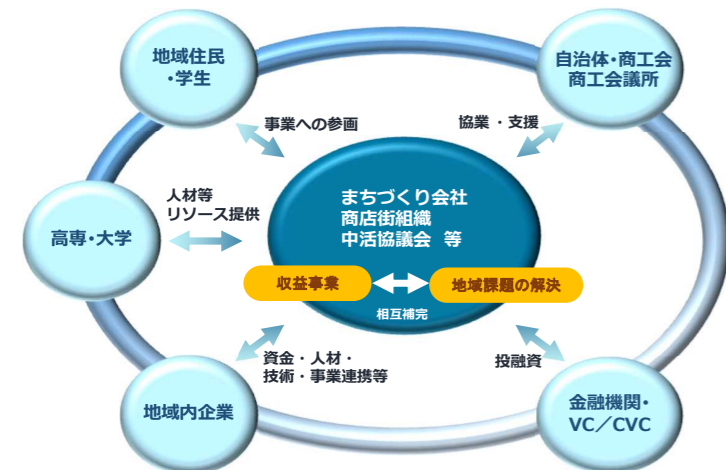 地域住民
・学生
自治体・商工会
商工会議所
事業への参画
協業・支援
人材等
リソース提供
高専・大学
まちづくり会社
商店街組織
中活協議会 等
収益事業
地域課題の解決
相互補完
資金・人材・
技術・事業連携等
投融資
地域内企業
金融機関・
VC／CVC